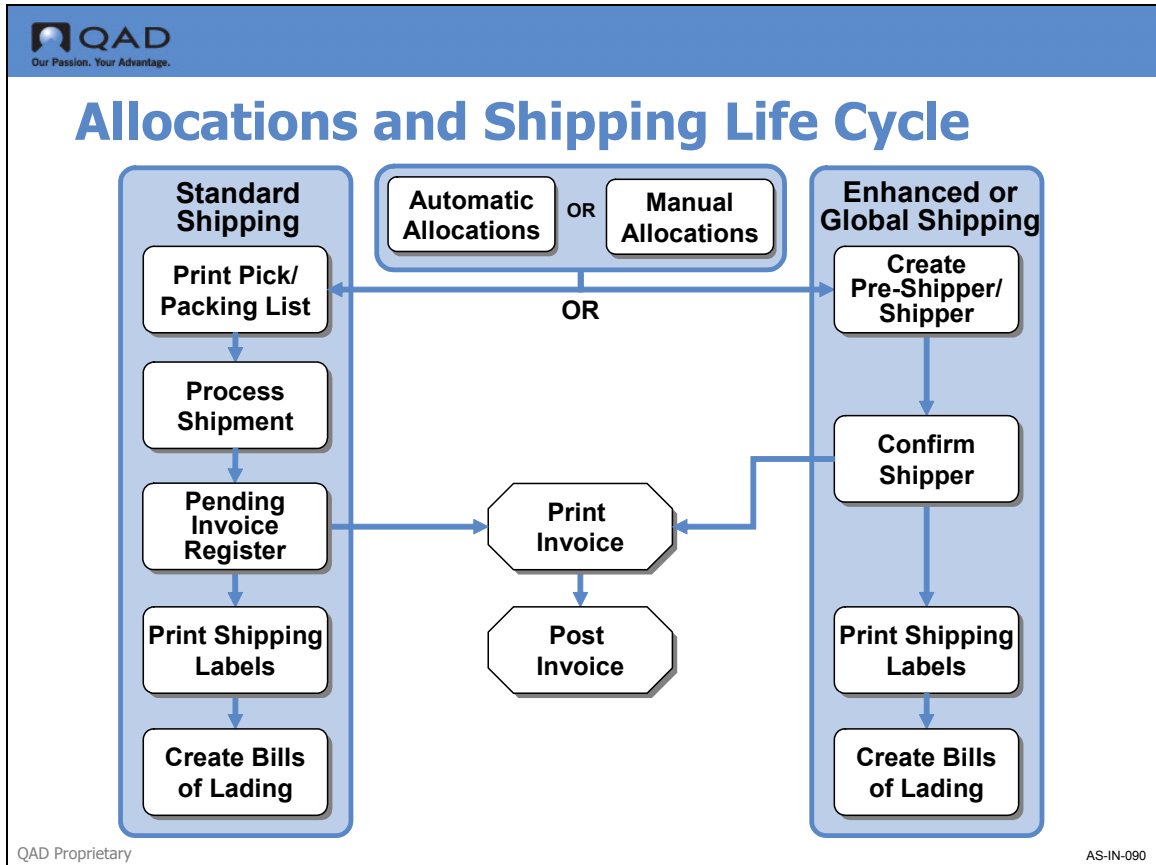 QAD
Our Passion. Your Advantage.
Allocations and Shipping Life Cycle
Standard
Shipping
Print Pick/
Packing List
Process
Shipment
Pending
Invoice
Register
Print Shipping
Labels
Create Bills
of Lading
Automatic
Allocations
OR
Manual
Allocations
OR
Print
Invoice
Post
Invoice
Enhanced or
Global Shipping
Create
Pre-Shipper/
Shipper
Confirm
Shipper
Print Shipping
Labels
Create Bills
of Lading
QAD Proprietary
AS-IN-090